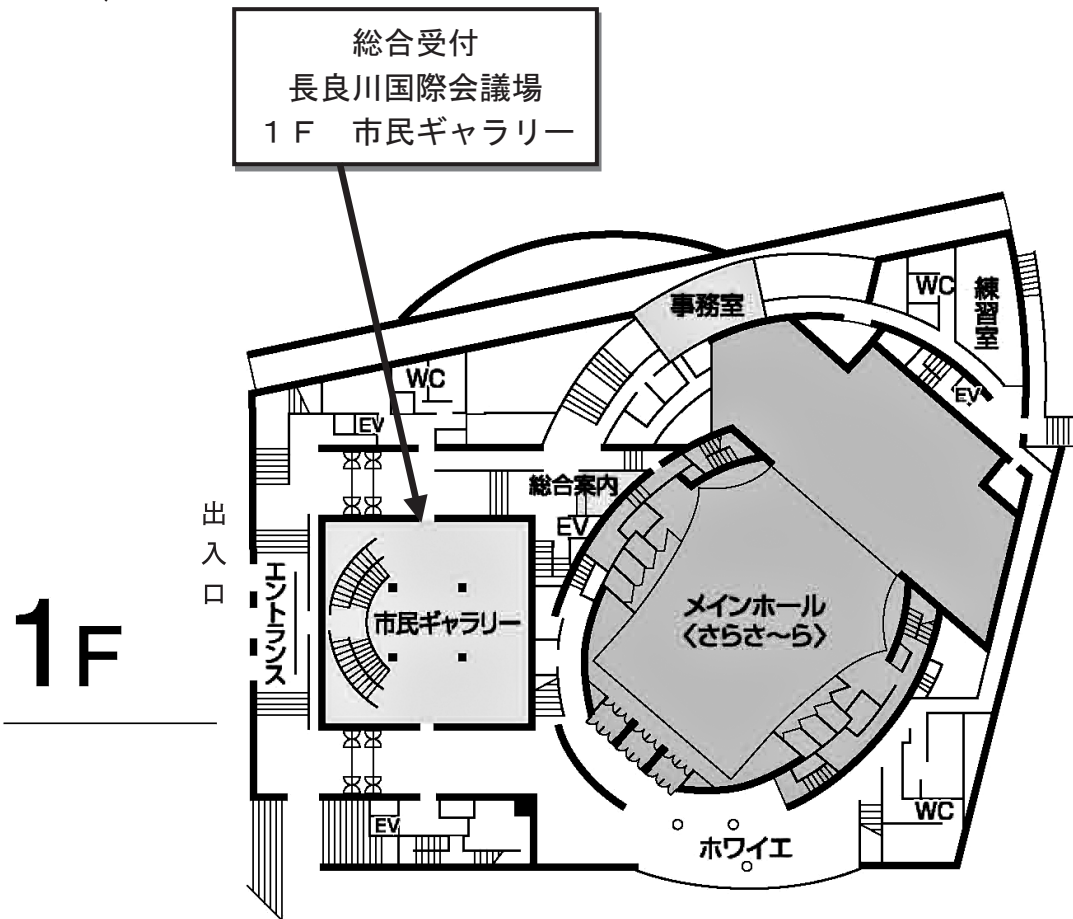 総合受付
長良川国際会議場
１Ｆ　市民ギャラリー
事務室
WC
練習室
WC
EV
EV
総合案内
EV
出入口
エントランス
市民ギャラリー
メインホール
〈さらさ～ら〉
1F
EV
WC
ホワイエ